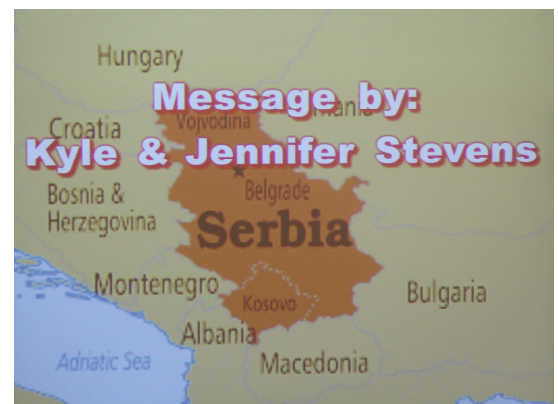 Hungary
Message by:
mania
Croatia
Vojvodina
Kyle & Jennifer Stevens
Bosnia &
Herzegovina
Belgrade
Serbia
Montenegro
Kosovo
Bulgaria
Albania
Adriatic Sea
Macedonia